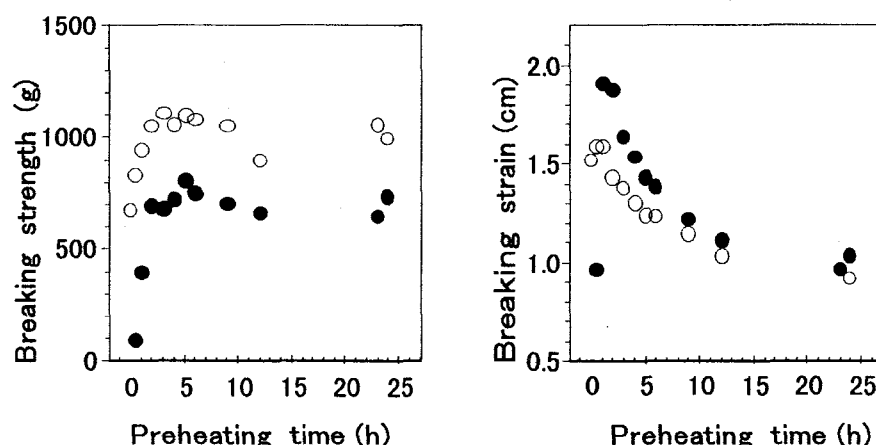 1500
1000
500
0
Breaking strength (g)
0 5 10 15 20 25
Preheating time (h)
2.0
1.5
1.0
0.5
Breaking strain (cm)
0 5 10 15 20 25
Preheating time (h)